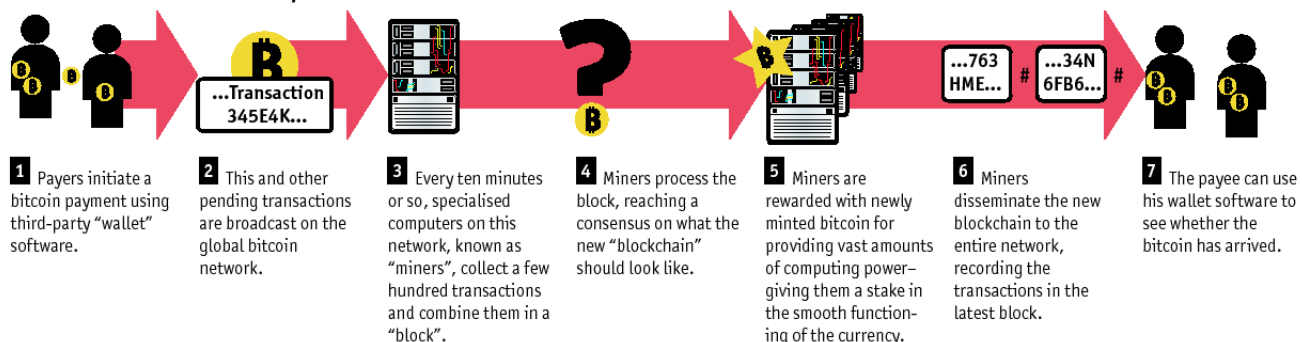 ...Transaction
345E4K...
...763
HME...
#
...34N
6FB6...
#
1 Payers initiate a
bitcoin payment using
third-party “wallet”
software.
2 This and other
pending transactions
are broadcast on the
global bitcoin
network.
3 Every ten minutes
or so, specialised
computers on this
network, known as
“miners”, collect a few
hundred transactions
and combine them in a
“block”.
4 Miners process the
block, reaching a
consensus on what the
new “blockchain”
should look like.
5 Miners are
rewarded with newly
minted bitcoin for
providing vast amounts
of computing power–
giving them a stake in
the smooth function-
ing of the currency.
6 Miners
disseminate the new
blockchain to the
entire network,
recording the
transactions in the
latest block.
7 The payee can use
his wallet software to
see whether the
bitcoin has arrived.